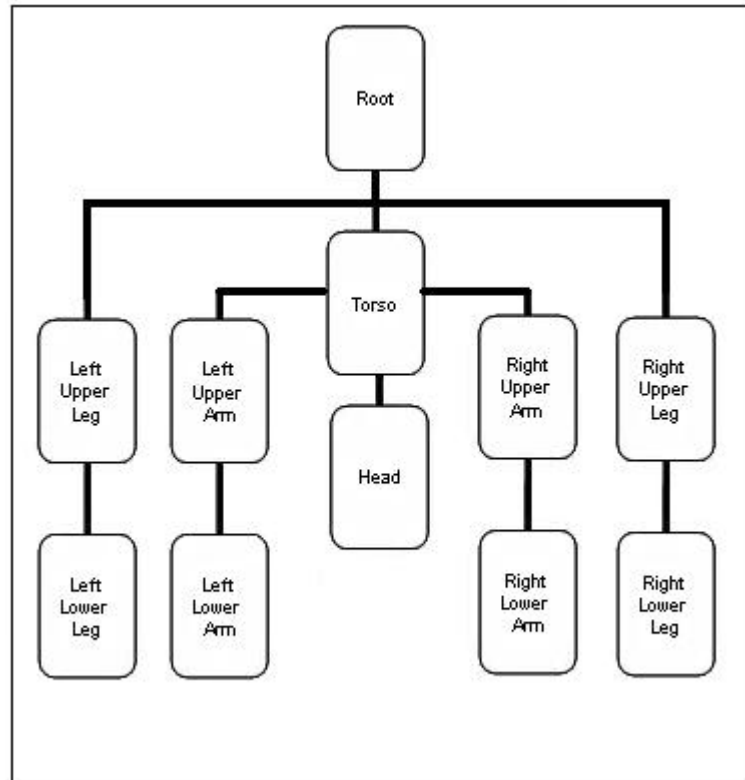 Root
Torso
Left
Upper
Leg
Left
Upper
Arm
Right
Upper
Arm
Right
Upper
Leg
Head
Left
Lower
Leg
Left
Lower
Arm
Right
Lower
Arm
Right
Lower
Leg